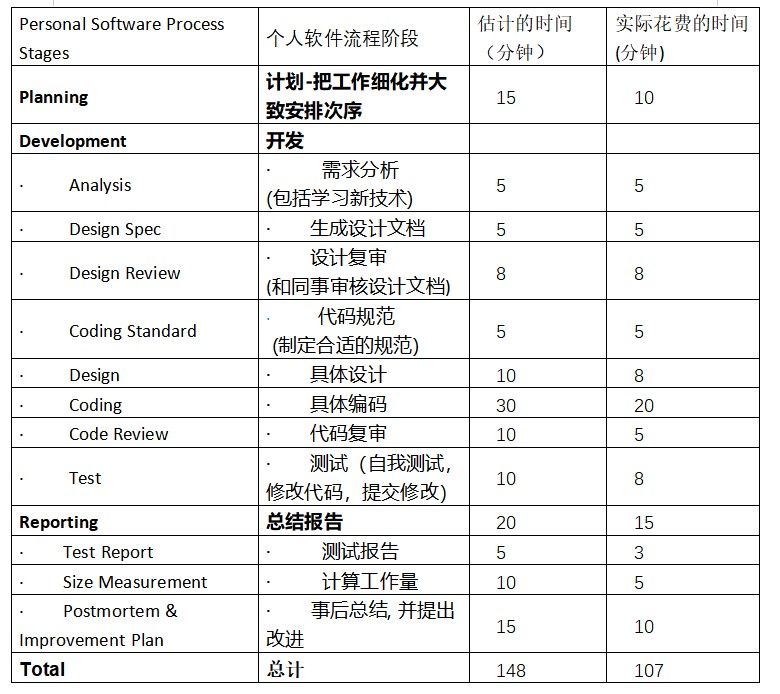 Personal Software Process
Stages
个人软件流程阶段
估计的时间
（分钟）
实际花费的时间
(分钟)
Planning
计划-把工作细化并大
致安排次序
15
10
Development
开发
· Analysis
· 需求分析
(包括学习新技术)
5
5
· Design Spec
· 生成设计文档
5
5
· Design Review
· 设计复审
(和同事审核设计文档)
8
8
· Coding Standard
· 代码规范
(制定合适的规范)
5
5
· Design
· 具体设计
10
8
· Coding
· 具体编码
30
20
· Code Review
· 代码复审
10
5
· Test
· 测试（自我测试，
修改代码，提交修改）
10
8
Reporting
总结报告
20
15
· Test Report
· 测试报告
5
3
· Size Measurement
· 计算工作量
10
5
· Postmortem &
Improvement Plan
· 事后总结, 并提出
改进
15
10
Total
总计
148
107